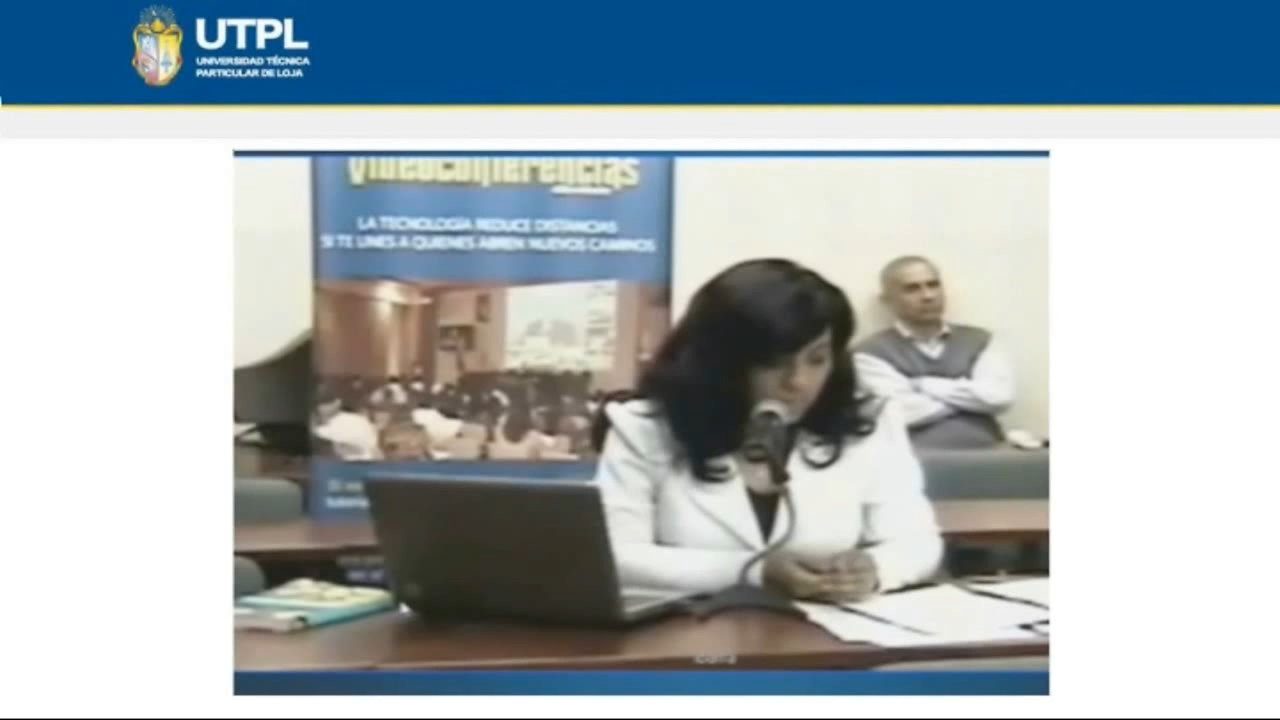 UTPL
UNIVERSIDAD TÉCNICA
PARTICULAR DE LOJA
Videoconferencias
LA TECNOLOGÍA REDUCE DISTANCIAS
SI TE UNES A QUIENES ABREN NUEVOS CAMINOS